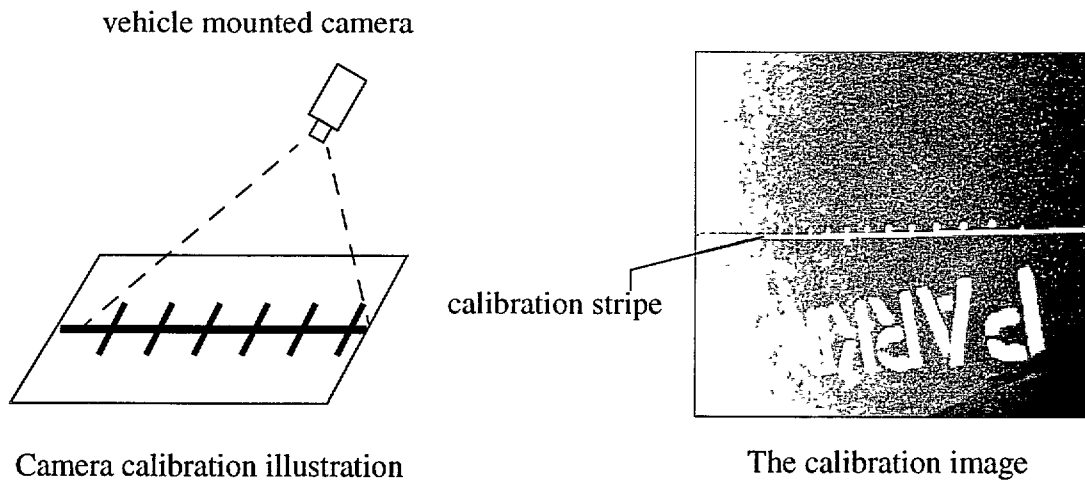 vehicle mounted camera
calibration stripe
Camera calibration illustration
The calibration image